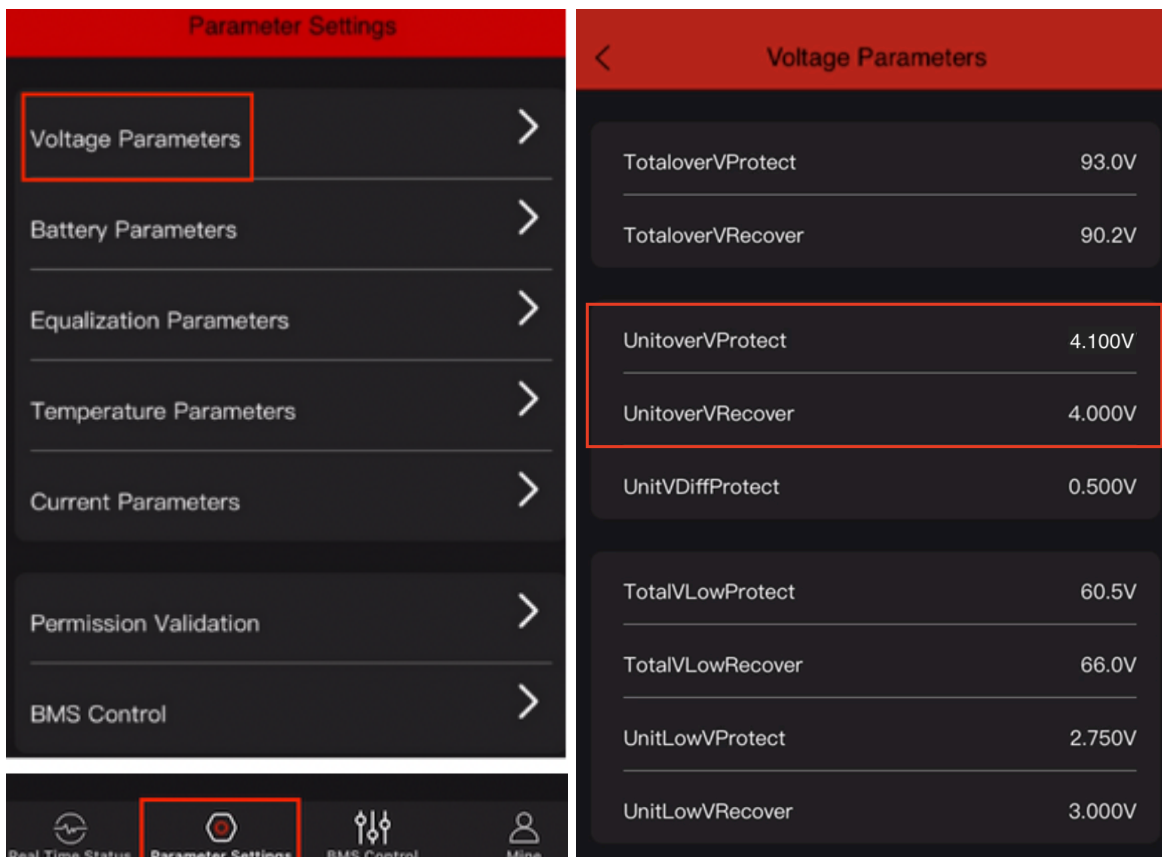 Parameter Settings
Voltage Parameters
Battery Parameters
Equalization Parameters
Temperature Parameters
Current Parameters
Permission Validation
BMS Control
Real Time Status
Parameter Settings
BMS Control
Mine
Voltage Parameters
TotaloverVProtect 93.0V
TotaloverVRecover 90.2V
UnitoverVProtect 4.100V
UnitoverVRecover 4.000V
UnitVDiffProtect 0.500V
TotalVLowProtect 60.5V
TotalVLowRecover 66.0V
UnitLowVProtect 2.750V
UnitLowVRecover 3.000V